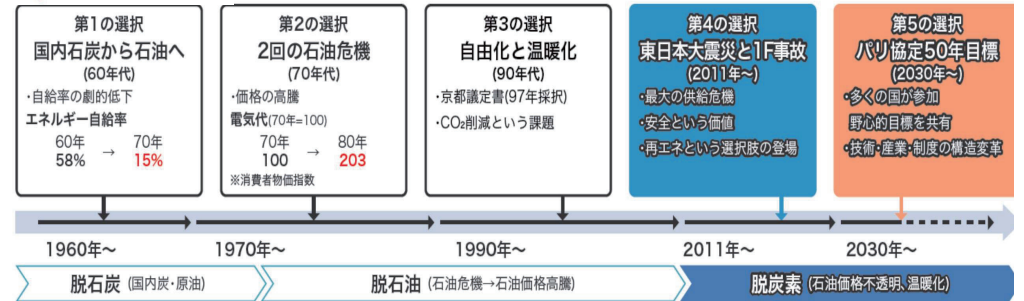 第1の選択
国内石炭から石油へ
(60年代)
・自給率の劇的低下
エネルギー自給率
60年 → 70年
58% 15%
第2の選択
2回の石油危機
(70年代)
・価格の高騰
電気代(70年=100)
70年 → 80年
100 203
※消費者物価指数
第3の選択
自由化と温暖化
(90年代)
・京都議定書(97年採択)
・CO₂削減という課題
第4の選択
東日本大震災と1F事故
(2011年～)
・最大の供給危機
・安全という価値
・再エネという選択肢の登場
第5の選択
パリ協定50年目標
(2030年～)
・多くの国が参加
野心的目標を共有
・技術・産業・制度の構造変革
1960年～ 1970年～ 1990年～ 2011年～ 2030年～
脱石炭 (国内炭・原油) 脱石油 (石油危機→石油価格高騰) 脱炭素 (石油価格不透明、温暖化)